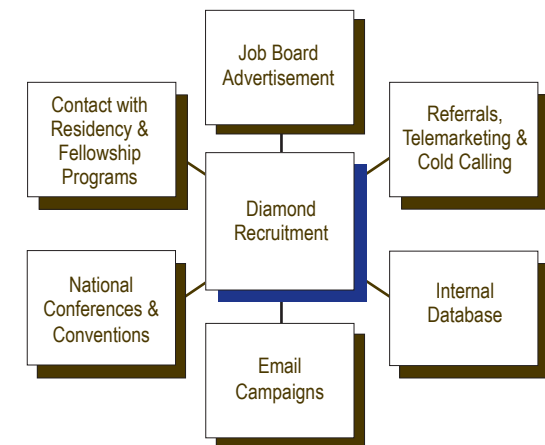 Job Board
Advertisement
Contact with
Residency &
Fellowship
Programs
Referrals,
Telemarketing &
Cold Calling
Diamond
Recruitment
National
Conferences &
Conventions
Internal
Database
Email
Campaigns